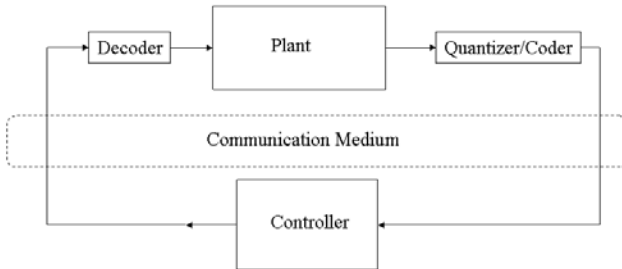 Decoder
Plant
Quantizer/Coder
Communication Medium
Controller